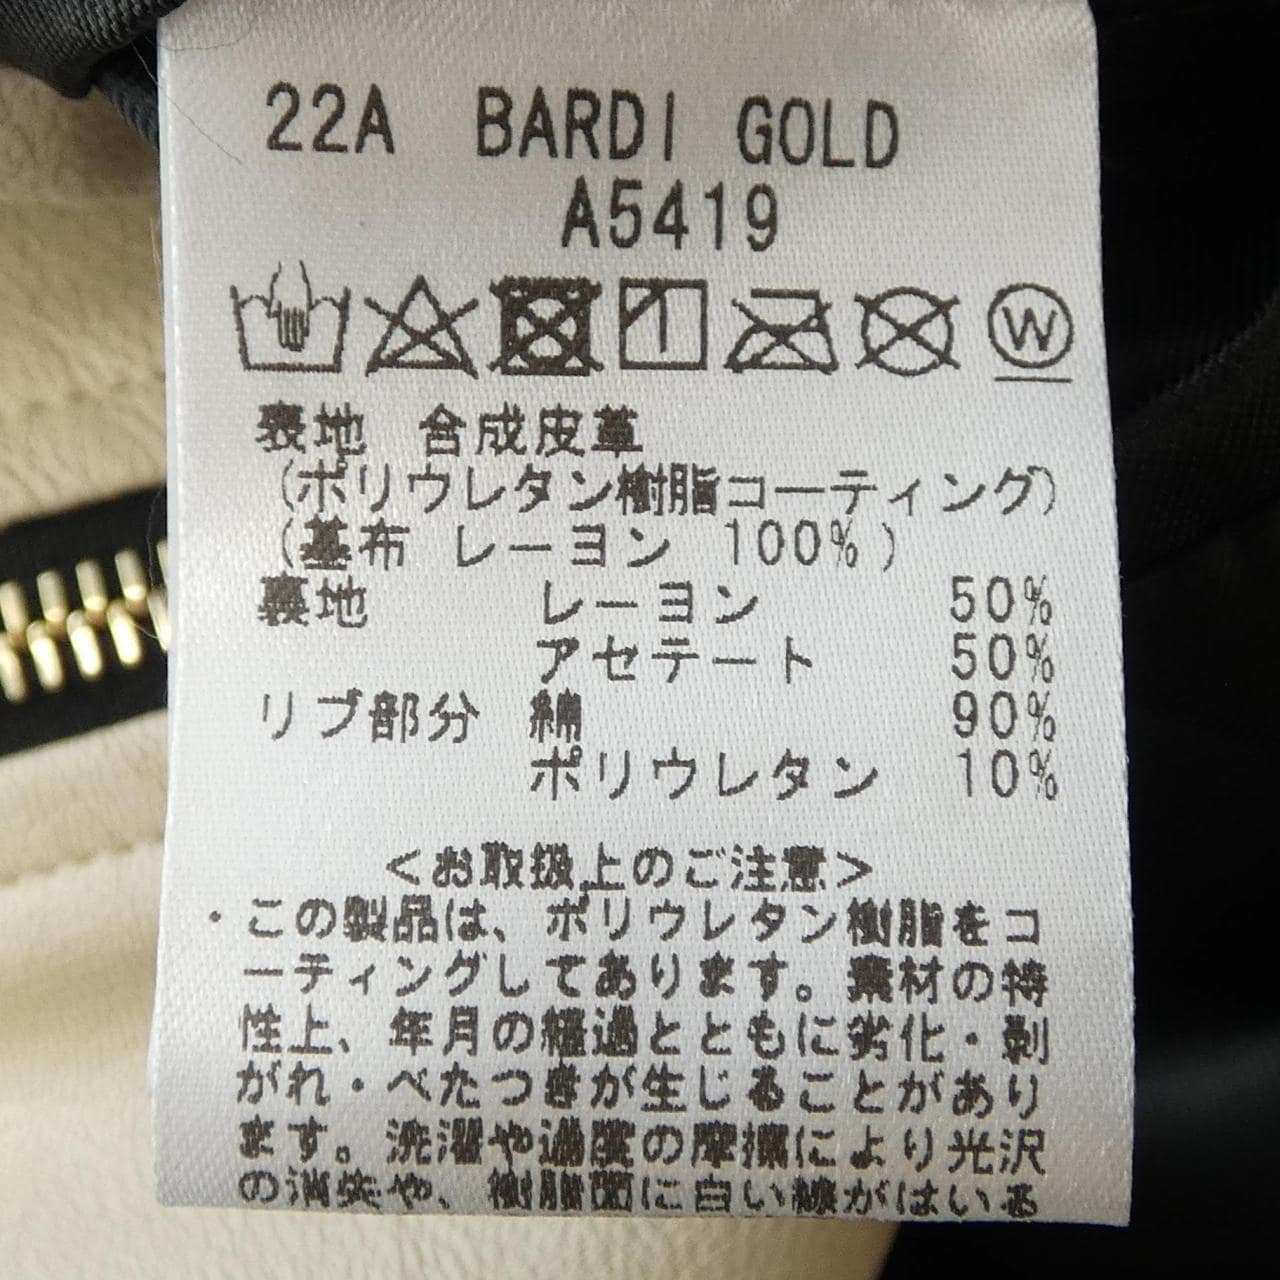 22A BARDI GOLD
A5419
W
表地 合成皮革
(ポリウレタン樹脂コーティング)
(基布 レーヨン 100%)
裏地 レーヨン 50%
アセテート 50%
リブ部分 綿 90%
ポリウレタン 10%
<お取扱上のご注意>
・この製品は、ポリウレタン樹脂をコ
ーティングしてあります。素材の特
性上、年月の経過とともに劣化・剥
がれ・べたつきが生じることがあり
ます。洗濯や過度の摩擦により光沢
の消失や、樹脂面に白い線がはいる